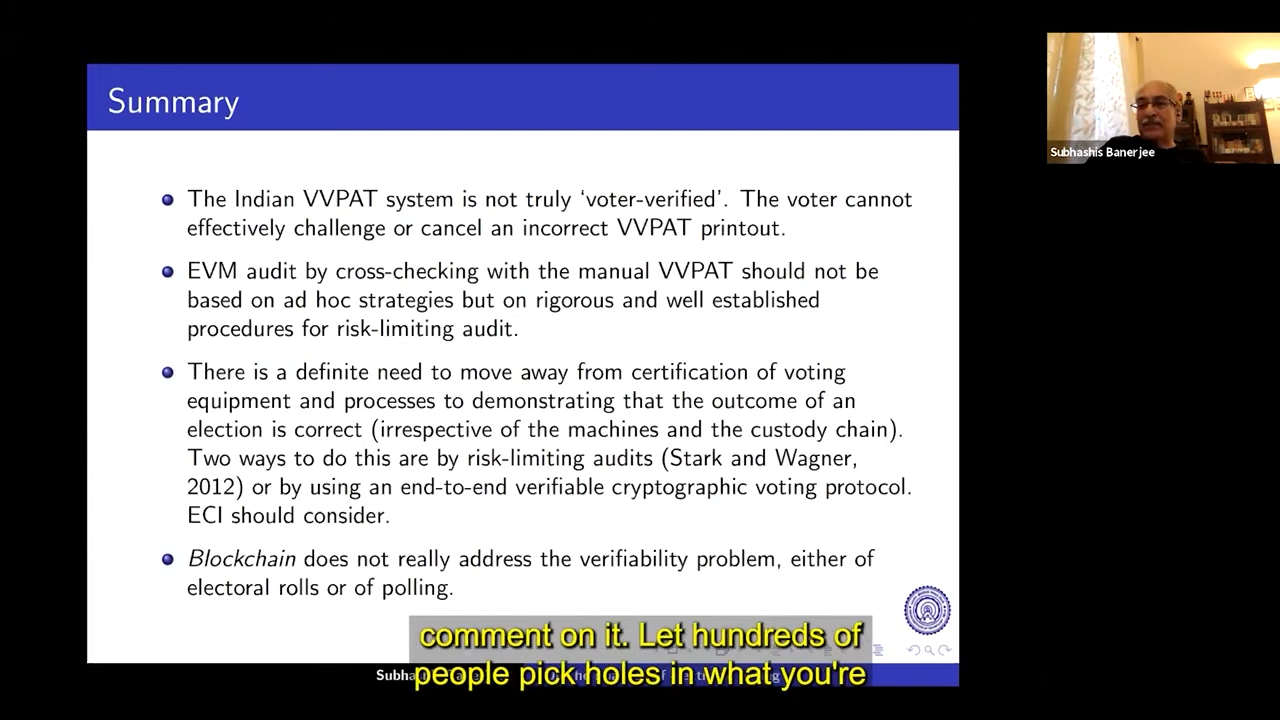 Summary
The Indian VVPAT system is not truly ‘voter-verified’. The voter cannot
effectively challenge or cancel an incorrect VVPAT printout.
EVM audit by cross-checking with the manual VVPAT should not be
based on ad hoc strategies but on rigorous and well established
procedures for risk-limiting audit.
There is a definite need to move away from certification of voting
equipment and processes to demonstrating that the outcome of an
election is correct (irrespective of the machines and the custody chain).
Two ways to do this are by risk-limiting audits (Stark and Wagner,
2012) or by using an end-to-end verifiable cryptographic voting protocol.
ECI should consider.
Blockchain does not really address the verifiability problem, either of
electoral rolls or of polling.
comment on it. Let hundreds of
people pick holes in what you're
Subhashis Banerjee